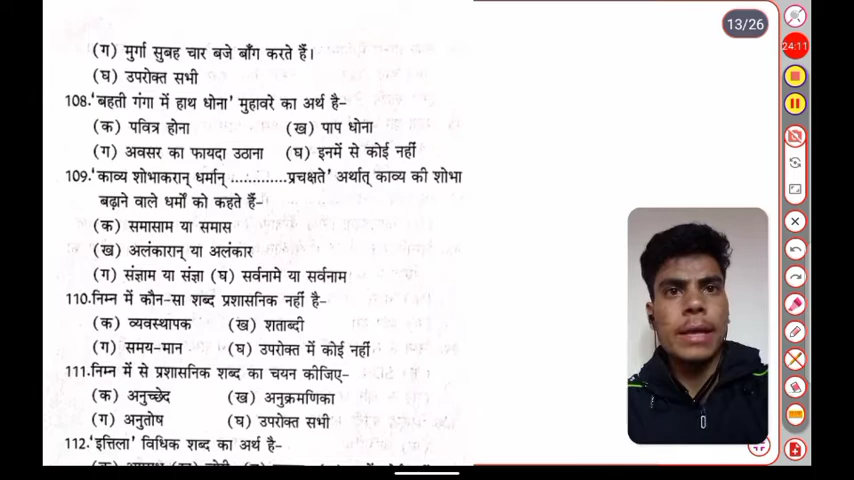 13/26
24:11
(ग) मुर्गा सुबह चार बजे बाँग करते हैं।
(घ) उपरोक्त सभी
108.'बहती गंगा में हाथ धोना' मुहावरे का अर्थ है-
(क) पवित्र होना (ख) पाप धोना
(ग) अवसर का फायदा उठाना (घ) इनमें से कोई नहीं
109.'काव्य शोभाकरान् धर्मान् .............प्रचक्षते' अर्थात् काव्य की शोभा
बढ़ाने वाले धर्मों को कहते हैं-
(क) समासाम या समास
(ख) अलंकारान् या अलंकार
(ग) संज्ञाम या संज्ञा (घ) सर्वनामे या सर्वनाम
110.निम्न में कौन-सा शब्द प्रशासनिक नहीं है-
(क) व्यवस्थापक (ख) शताब्दी
(ग) समय-मान (घ) उपरोक्त में कोई नहीं
111.निम्न में से प्रशासनिक शब्द का चयन कीजिए-
(क) अनुच्छेद (ख) अनुक्रमणिका
(ग) अनुतोष (घ) उपरोक्त सभी
112.'इत्तिला' विधिक शब्द का अर्थ है-